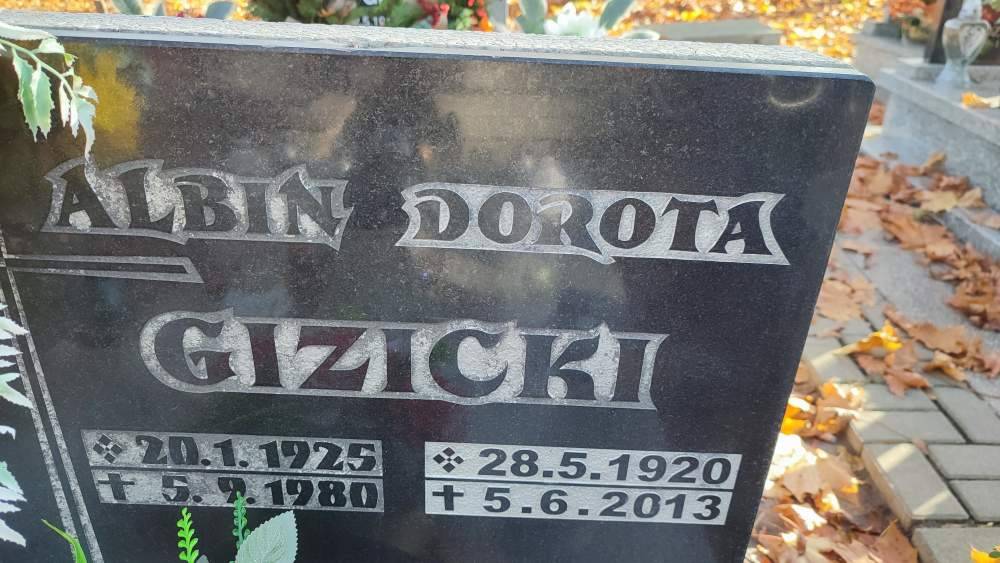 ALBIN DOROTA
GIZICKI
20.1.1925 28.5.1920
5.9.1980 5.6.2013